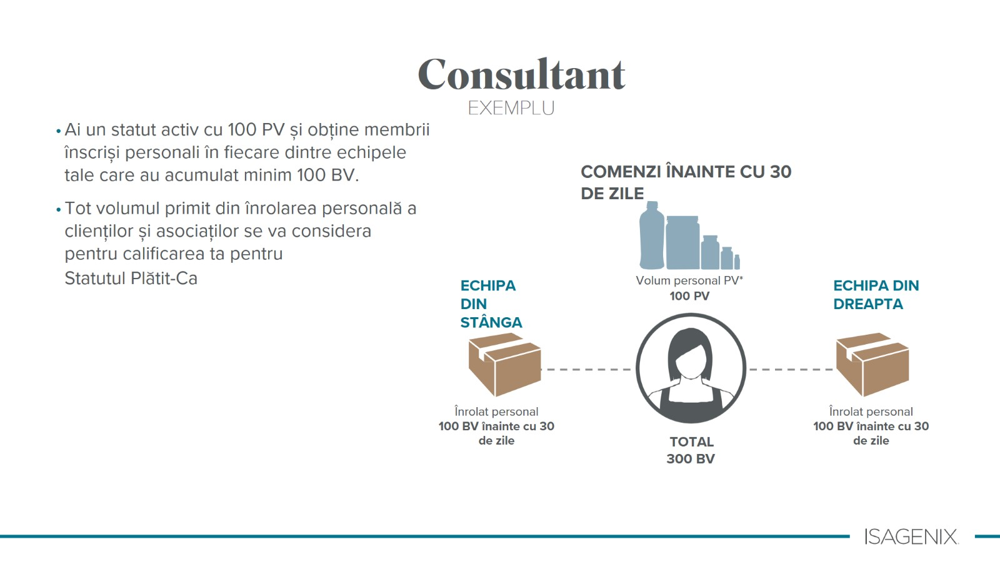 Consultant
EXEMPLU
• Ai un statut activ cu 100 PV și obține membrii
înscriși personali în fiecare dintre echipele
tale care au acumulat minim 100 BV.
• Tot volumul primit din înrolarea personală a
clienților și asociaților se va considera
pentru calificarea ta pentru
Statutul Plătit-Ca
COMENZI ÎNAINTE CU 30
DE ZILE
Volum personal PV*
100 PV
ECHIPA
DIN
STÂNGA
Înrolat personal
100 BV înainte cu 30
de zile
TOTAL
300 BV
ECHIPA DIN
DREAPTA
Înrolat personal
100 BV înainte cu 30
de zile
ISAGENIX